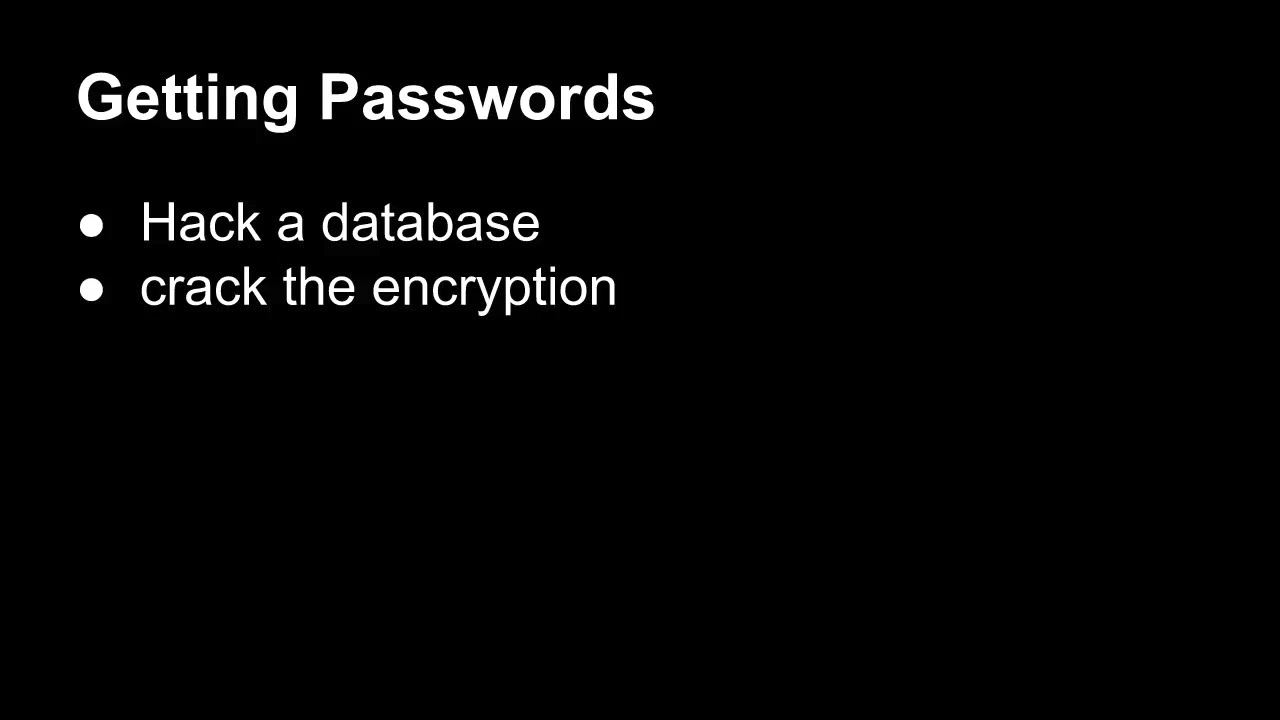 Getting Passwords
● Hack a database
● crack the encryption